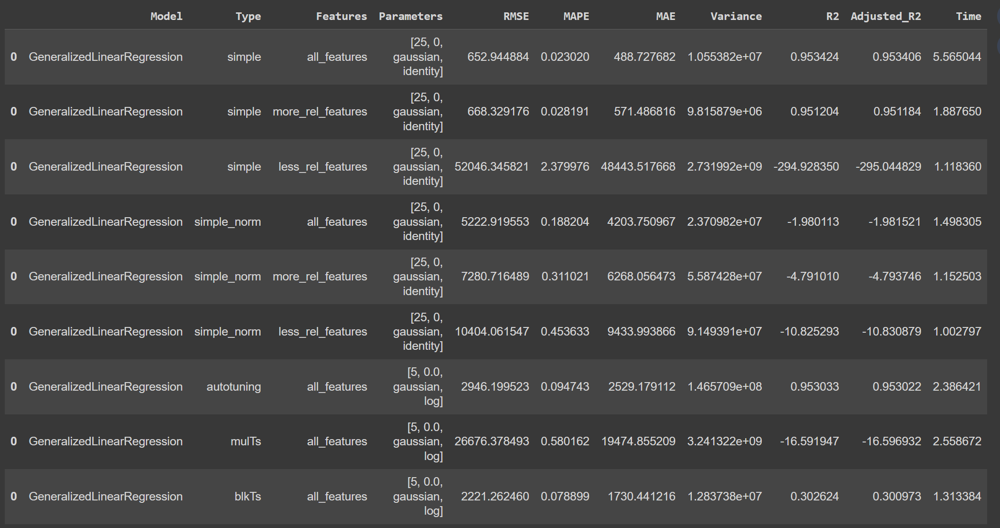 Model Type Features Parameters RMSE MAPE MAE Variance R2 Adjusted_R2 Time
0 GeneralizedLinearRegression simple all_features [25, 0, gaussian, identity] 652.944884 0.023020 488.727682 1.055382e+07 0.953424 0.953406 5.565044
0 GeneralizedLinearRegression simple more_rel_features [25, 0, gaussian, identity] 668.329176 0.028191 571.486816 9.815879e+06 0.951204 0.951184 1.887650
0 GeneralizedLinearRegression simple less_rel_features [25, 0, gaussian, identity] 52046.345821 2.379976 48443.517668 2.731992e+09 -294.928350 -295.044829 1.118360
0 GeneralizedLinearRegression simple_norm all_features [25, 0, gaussian, identity] 5222.919553 0.188204 4203.750967 2.370982e+07 -1.980113 -1.981521 1.498305
0 GeneralizedLinearRegression simple_norm more_rel_features [25, 0, gaussian, identity] 7280.716489 0.311021 6268.056473 5.587428e+07 -4.791010 -4.793746 1.152503
0 GeneralizedLinearRegression simple_norm less_rel_features [25, 0, gaussian, identity] 10404.061547 0.453633 9433.993866 9.149391e+07 -10.825293 -10.830879 1.002797
0 GeneralizedLinearRegression autotuning all_features [5, 0.0, gaussian, log] 2946.199523 0.094743 2529.179112 1.465709e+08 0.953033 0.953022 2.386421
0 GeneralizedLinearRegression mulTs all_features [5, 0.0, gaussian, log] 26676.378493 0.580162 19474.855209 3.241322e+09 -16.591947 -16.596932 2.558672
0 GeneralizedLinearRegression blkTs all_features [5, 0.0, gaussian, log] 2221.262460 0.078899 1730.441216 1.283738e+07 0.302624 0.300973 1.313384